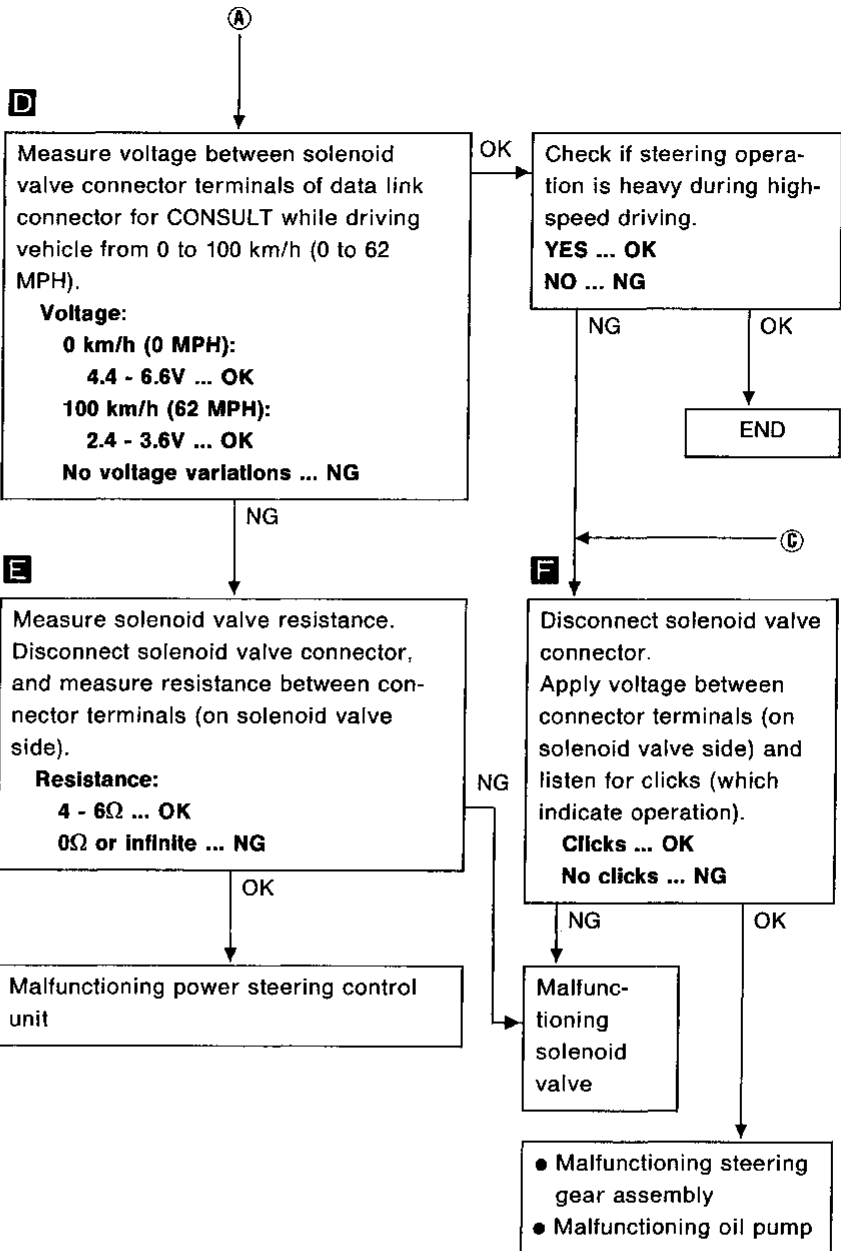 Ⓐ
D
Measure voltage between solenoid
valve connector terminals of data link
connector for CONSULT while driving
vehicle from 0 to 100 km/h (0 to 62
MPH).
Voltage:
0 km/h (0 MPH):
4.4 - 6.6V ... OK
100 km/h (62 MPH):
2.4 - 3.6V ... OK
No voltage variations ... NG
OK
Check if steering opera-
tion is heavy during high-
speed driving.
YES ... OK
NO ... NG
NG
OK
END
NG
Ⓒ
E
Measure solenoid valve resistance.
Disconnect solenoid valve connector,
and measure resistance between con-
nector terminals (on solenoid valve
side).
Resistance:
4 - 6Ω ... OK
0Ω or infinite ... NG
NG
OK
F
Disconnect solenoid valve
connector.
Apply voltage between
connector terminals (on
solenoid valve side) and
listen for clicks (which
indicate operation).
Clicks ... OK
No clicks ... NG
NG
OK
Malfunctioning power steering control
unit
Malfunc-
tioning
solenoid
valve
● Malfunctioning steering
gear assembly
● Malfunctioning oil pump